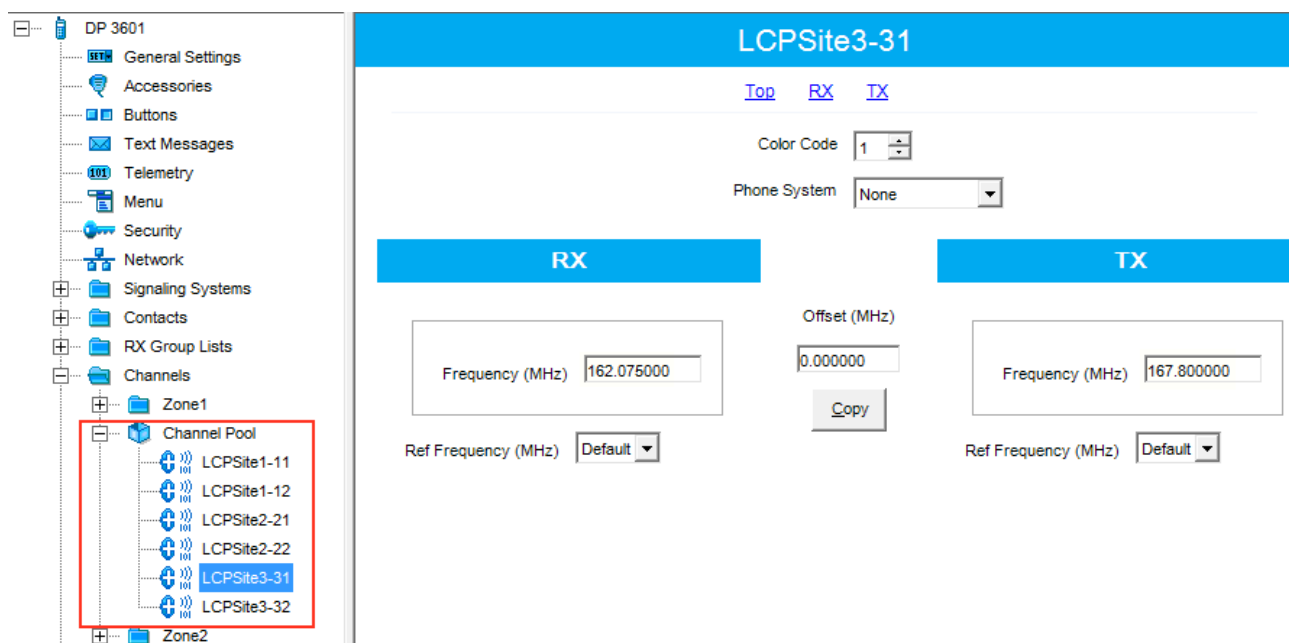 DP 3601
General Settings
Accessories
Buttons
Text Messages
Telemetry
Menu
Security
Network
Signaling Systems
Contacts
RX Group Lists
Channels
Zone1
Channel Pool
LCPSite1-11
LCPSite1-12
LCPSite2-21
LCPSite2-22
LCPSite3-31
LCPSite3-32
Zone2
LCPSite3-31
Top RX TX
Color Code 1
Phone System None
RX
Frequency (MHz) 162.075000
Ref Frequency (MHz) Default
Offset (MHz)
0.000000
Copy
TX
Frequency (MHz) 167.800000
Ref Frequency (MHz) Default